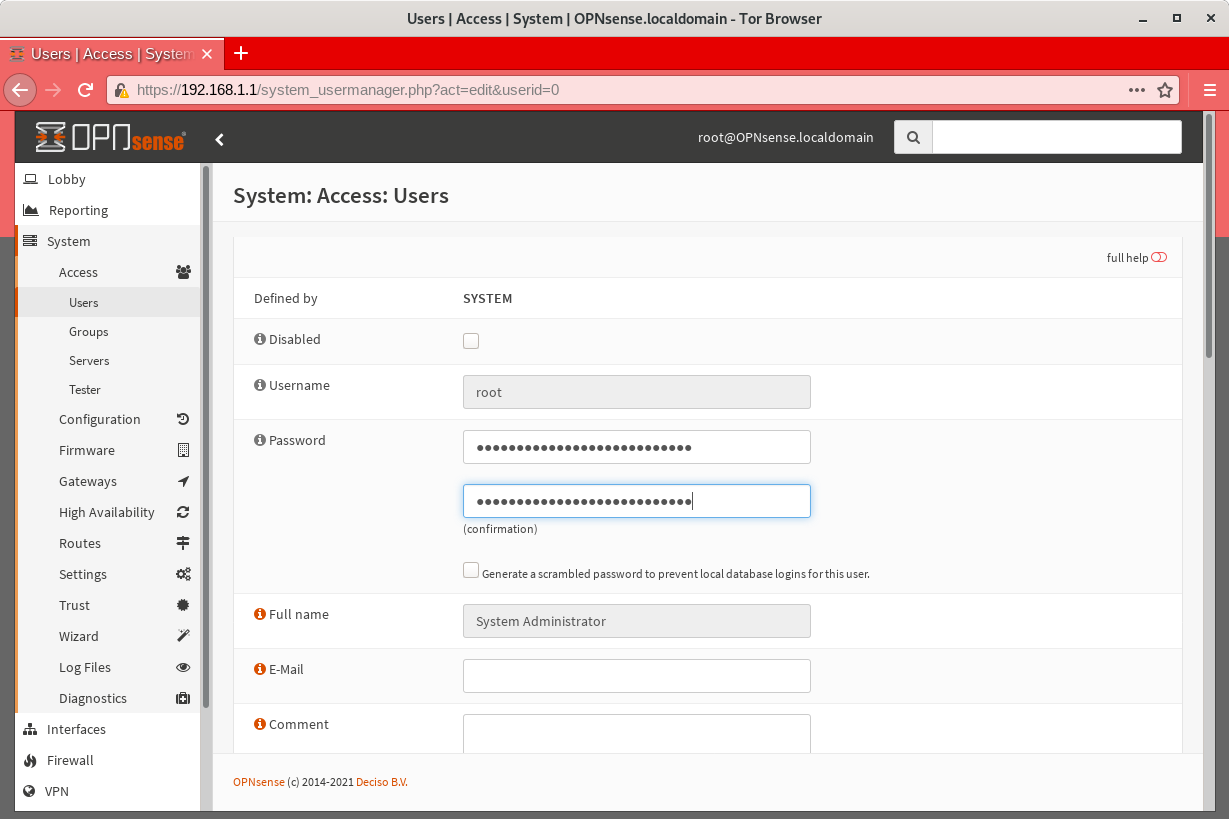 Users | Access | System | OPNsense.localdomain - Tor Browser
Users | Access | System
https://192.168.1.1/system_usermanager.php?act=edit&userid=0
OPNsense
root@OPNsense.localdomain
Lobby
Reporting
System
Access
Users
Groups
Servers
Tester
Configuration
Firmware
Gateways
High Availability
Routes
Settings
Trust
Wizard
Log Files
Diagnostics
Interfaces
Firewall
VPN
System: Access: Users
full help
Defined by SYSTEM
Disabled
Username root
Password •••••••••••••••••••••••••••
•••••••••••••••••••••••••••
(confirmation)
Generate a scrambled password to prevent local database logins for this user.
Full name System Administrator
E-Mail
Comment
OPNsense (c) 2014-2021 Deciso B.V.